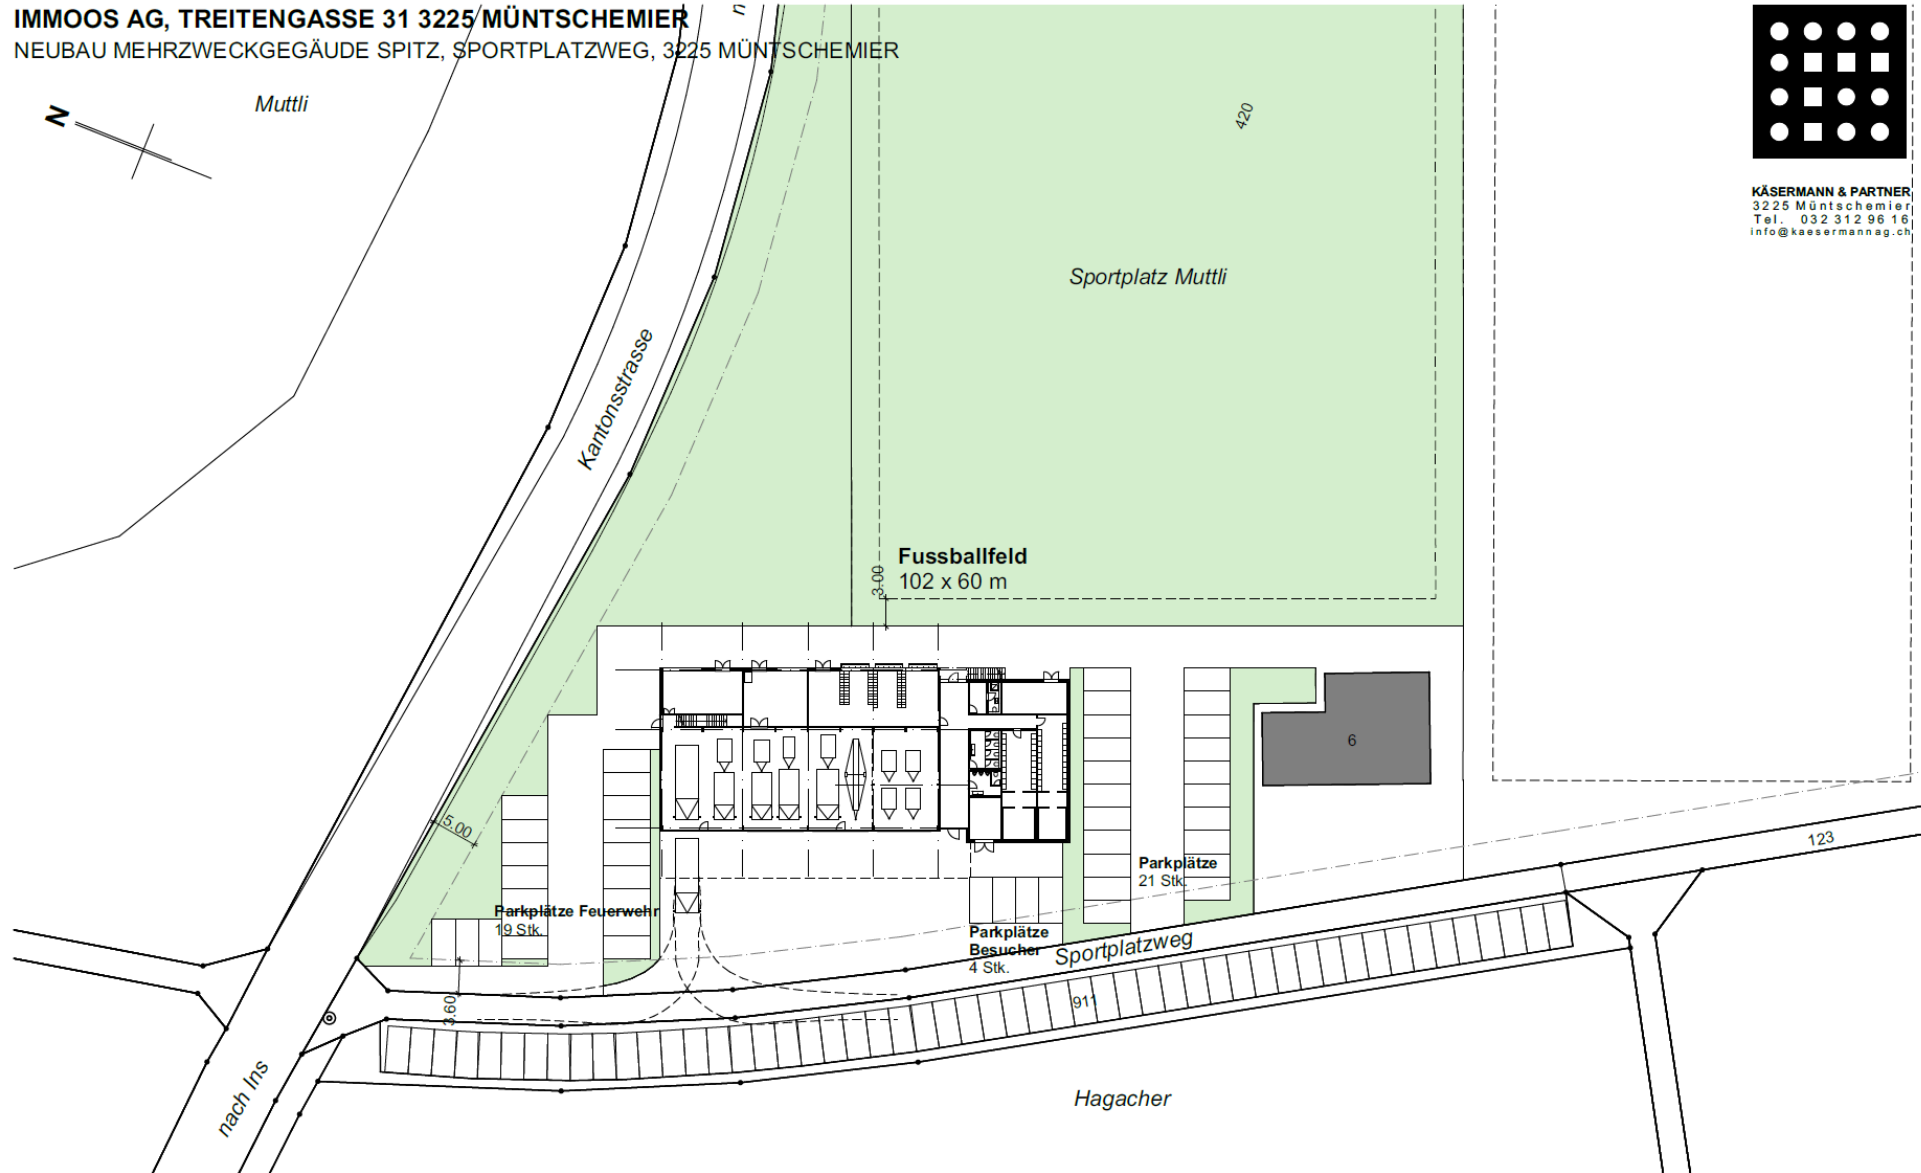 IMMOOS AG, TREITENGASSE 31 3225 MÜNTSCHEMIER
NEUBAU MEHRZWECKGEGÄUDE SPITZ, SPORTPLATZWEG, 3225 MÜNTSCHEMIER
N
Muttli
n
420
KÄSERMANN & PARTNER
3225 Müntschemier
Tel. 032 312 96 16
info@kaesermannag.ch
Sportplatz Muttli
Kantonsstrasse
Fussballfeld
102 x 60 m
3.00
6
5.00
123
Parkplätze
21 Stk.
Parkplätze Feuerwehr
19 Stk.
Parkplätze
Besucher
4 Stk.
Sportplatzweg
911
3.60
nach Ins
Hagacher